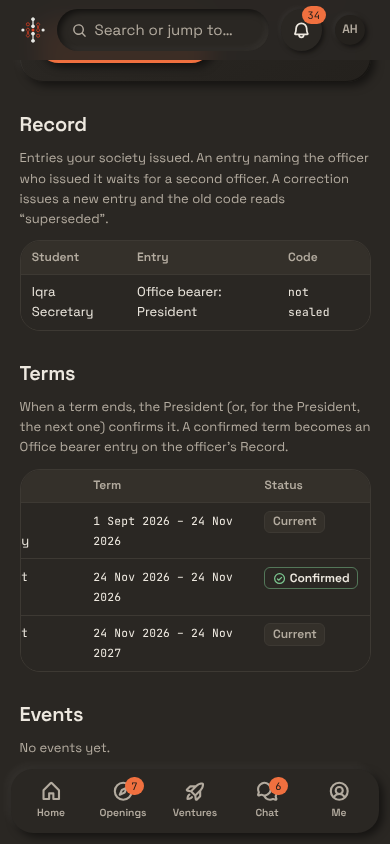 Search or jump to...
34
AH
Record
Entries your society issued. An entry naming the officer
who issued it waits for a second officer. A correction
issues a new entry and the old code reads
“superseded”.
Student Entry Code
Iqra Office bearer: not
Secretary President sealed
Terms
When a term ends, the President (or, for the President,
the next one) confirms it. A confirmed term becomes an
Office bearer entry on the officer’s Record.
Term Status
1 Sept 2026 – 24 Nov Current
y 2026
t 24 Nov 2026 – 24 Nov Confirmed
2026
t 24 Nov 2026 – 24 Nov Current
2027
Events
No events yet.
7 6
Home Openings Ventures Chat Me